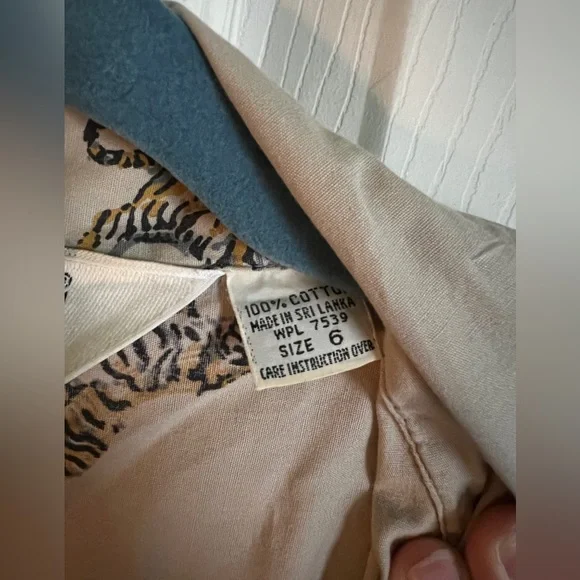 100% COTTO
MADE IN SRI LANKA
WPL 7539
SIZE 6
CARE INSTRUCTION OVER